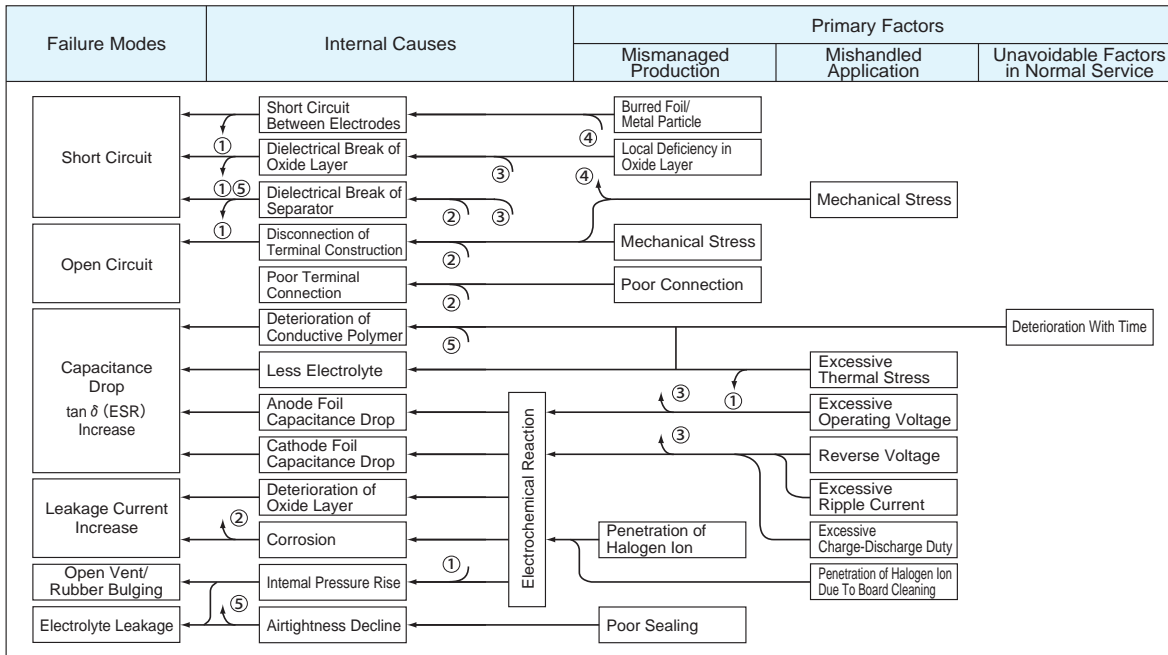 Failure Modes
Internal Causes
Primary Factors
Mismanaged
Production
Mishandled
Application
Unavoidable Factors
in Normal Service
Short Circuit
Short Circuit
Between Electrodes
①
④
Burred Foil/
Metal Particle
Dielectrical Break of
Oxide Layer
①⑤
③
Local Deficiency in
Oxide Layer
Dielectrical Break of
Separator
①
②
③
④
Mechanical Stress
Open Circuit
Disconnection of
Terminal Construction
②
Mechanical Stress
Poor Terminal
Connection
②
Poor Connection
Capacitance
Drop
tan δ (ESR)
Increase
Deterioration of
Conductive Polymer
⑤
Deterioration With Time
Less Electrolyte
①
Excessive
Thermal Stress
Anode Foil
Capacitance Drop
③
Excessive
Operating Voltage
Cathode Foil
Capacitance Drop
③
Reverse Voltage
Electrochemical Reaction
Leakage Current
Increase
Deterioration of
Oxide Layer
Excessive
Ripple Current
②
Corrosion
Penetration of
Halogen Ion
Excessive
Charge-Discharge Duty
Open Vent/
Rubber Bulging
Internal Pressure Rise
①
Penetration of Halogen Ion
Due To Board Cleaning
Electrolyte Leakage
⑤
Airtightness Decline
Poor Sealing